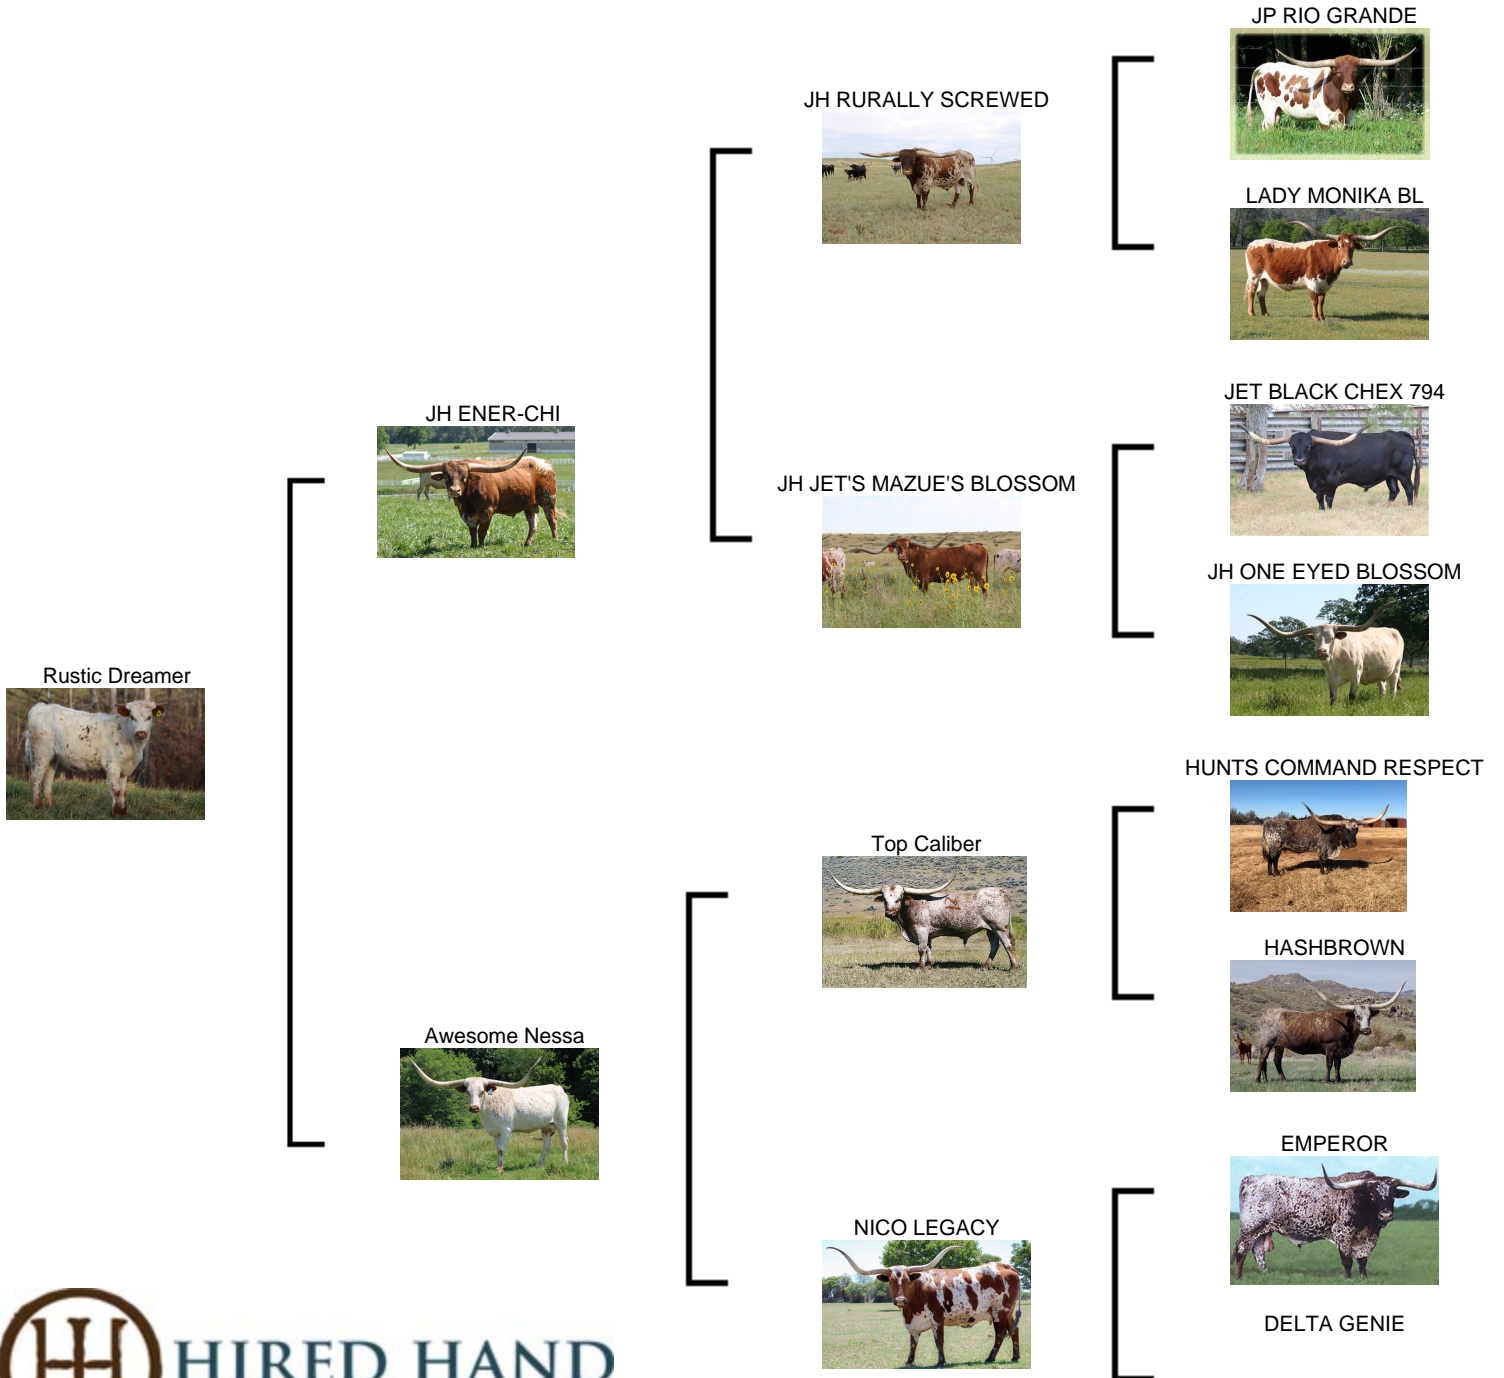 JP RIO GRANDE
JH RURALLY SCREWED
LADY MONIKA BL
JET BLACK CHEX 794
JH ENER-CHI
JH JET'S MAZUE'S BLOSSOM
JH ONE EYED BLOSSOM
Rustic Dreamer
HUNTS COMMAND RESPECT
Top Caliber
HASHBROWN
Awesome Nessa
EMPEROR
NICO LEGACY
DELTA GENIE
HIRED HAND